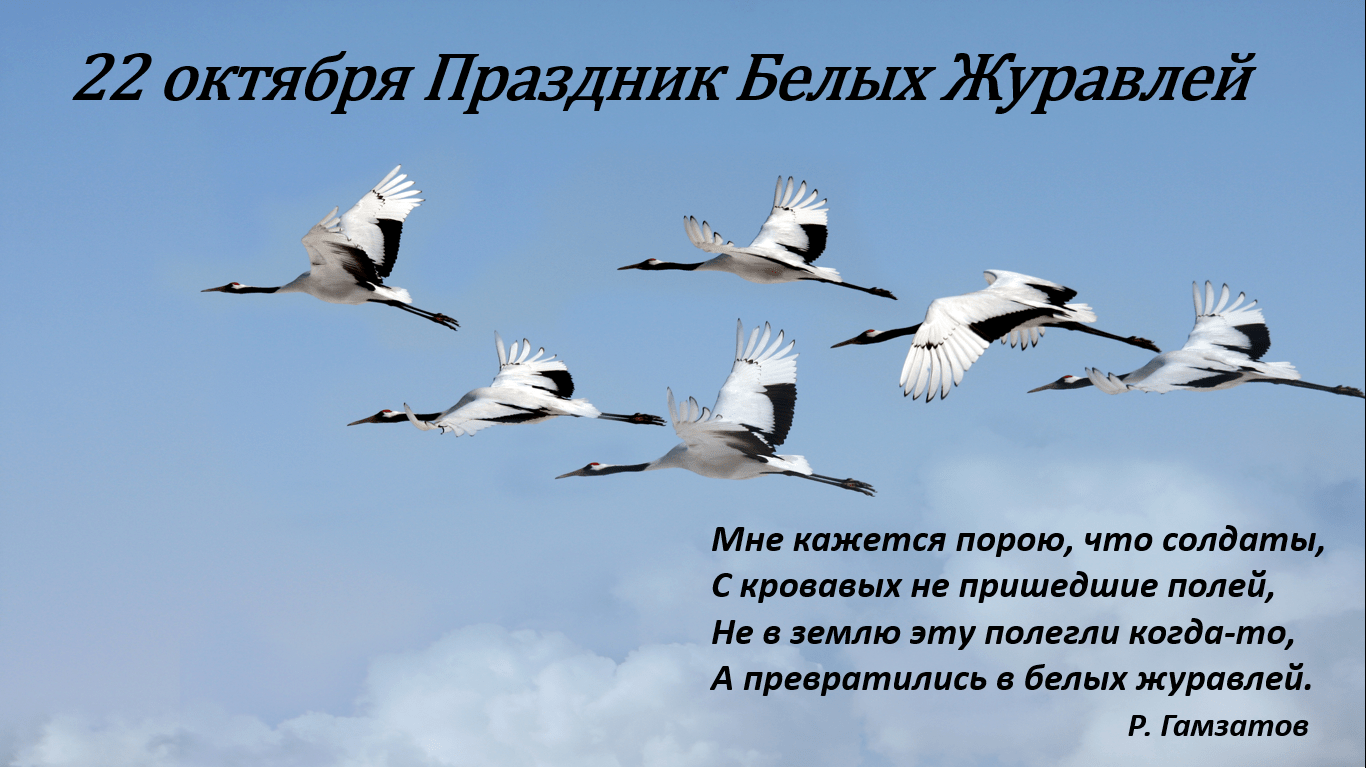 22 октября Праздник Белых Журавлей
Мне кажется порою, что солдаты,
С кровавых не пришедшие полей,
Не в землю эту полегли когда-то,
А превратились в белых журавлей.
Р. Гамзатов